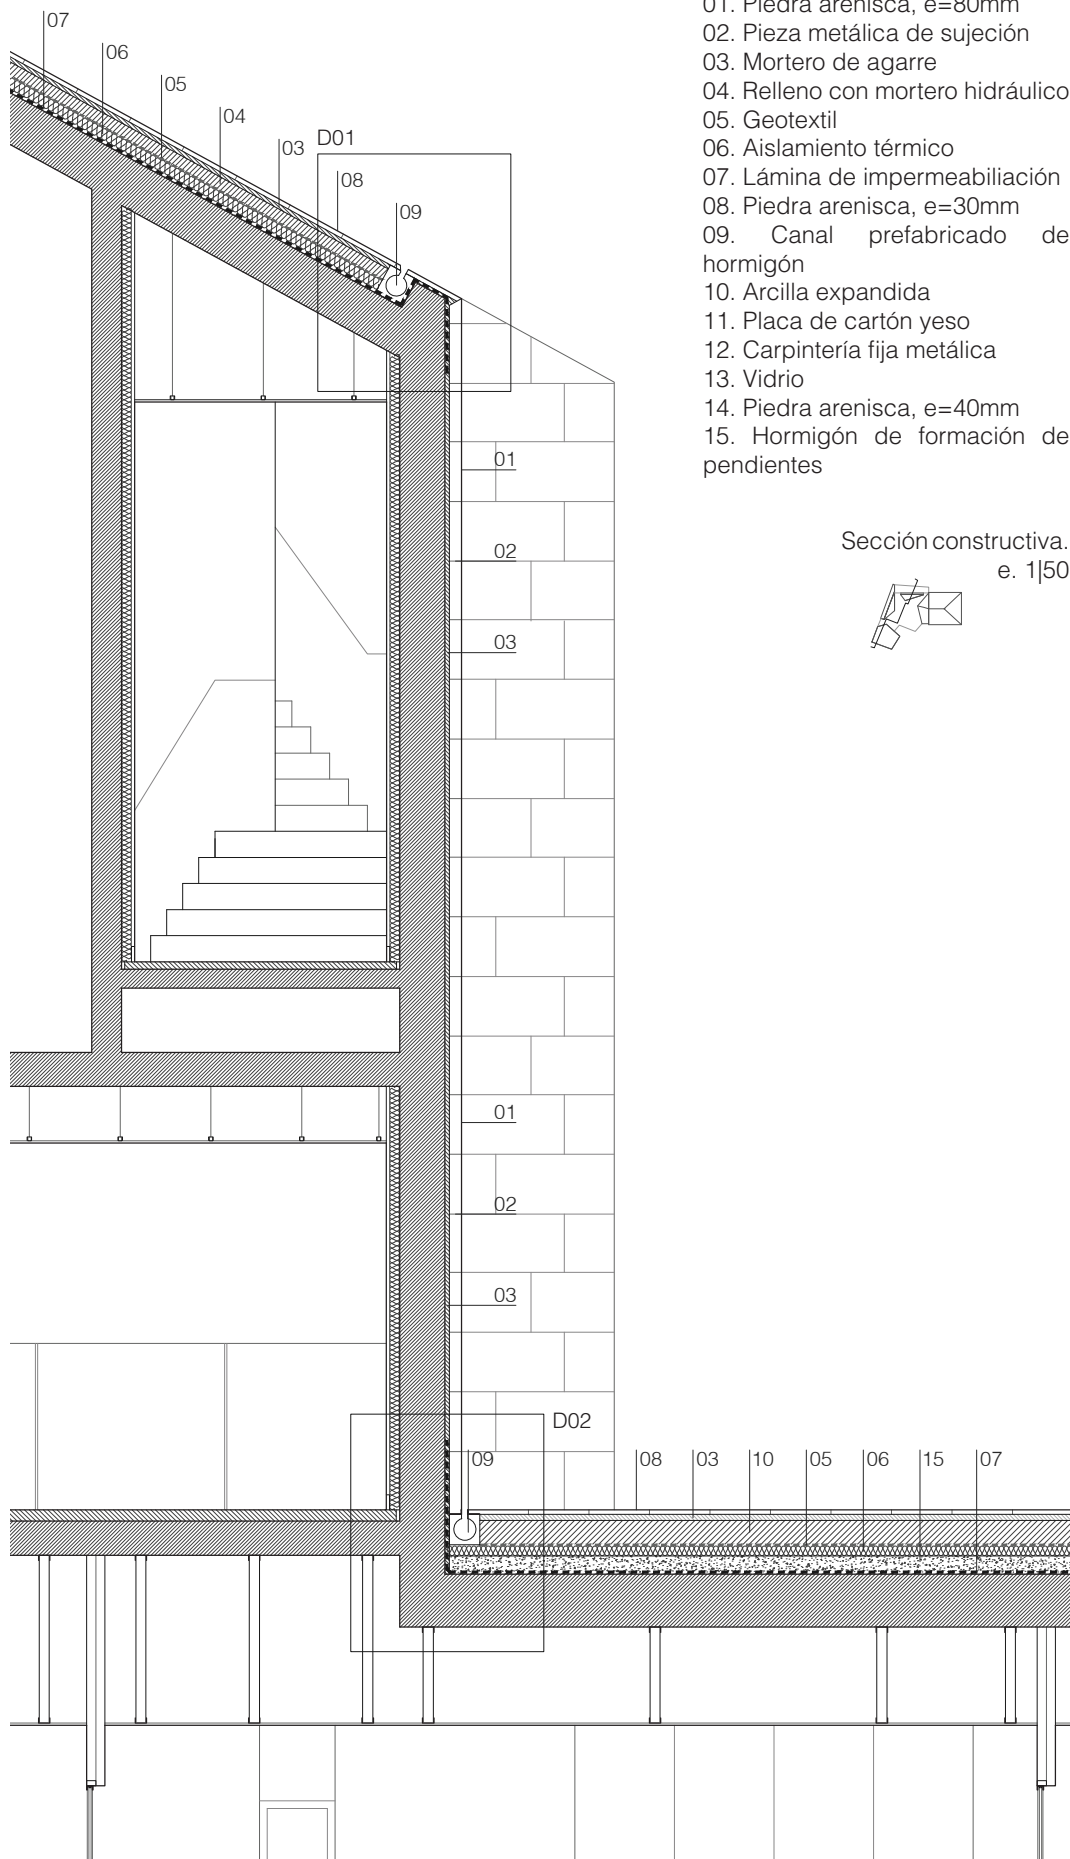 01. Piedra arenisca, e=80mm
02. Pieza metálica de sujeción
03. Mortero de agarre
04. Relleno con mortero hidráulico
05. Geotextil
06. Aislamiento térmico
07. Lámina de impermeabiliación
08. Piedra arenisca, e=30mm
09. Canal prefabricado de
hormigón
10. Arcilla expandida
11. Placa de cartón yeso
12. Carpintería fija metálica
13. Vidrio
14. Piedra arenisca, e=40mm
15. Hormigón de formación de
pendientes
Sección constructiva.
e. 1|50
07
06
05
04
03
D01
08
09
01
02
03
01
02
03
D02
09
08
03
10
05
06
15
07